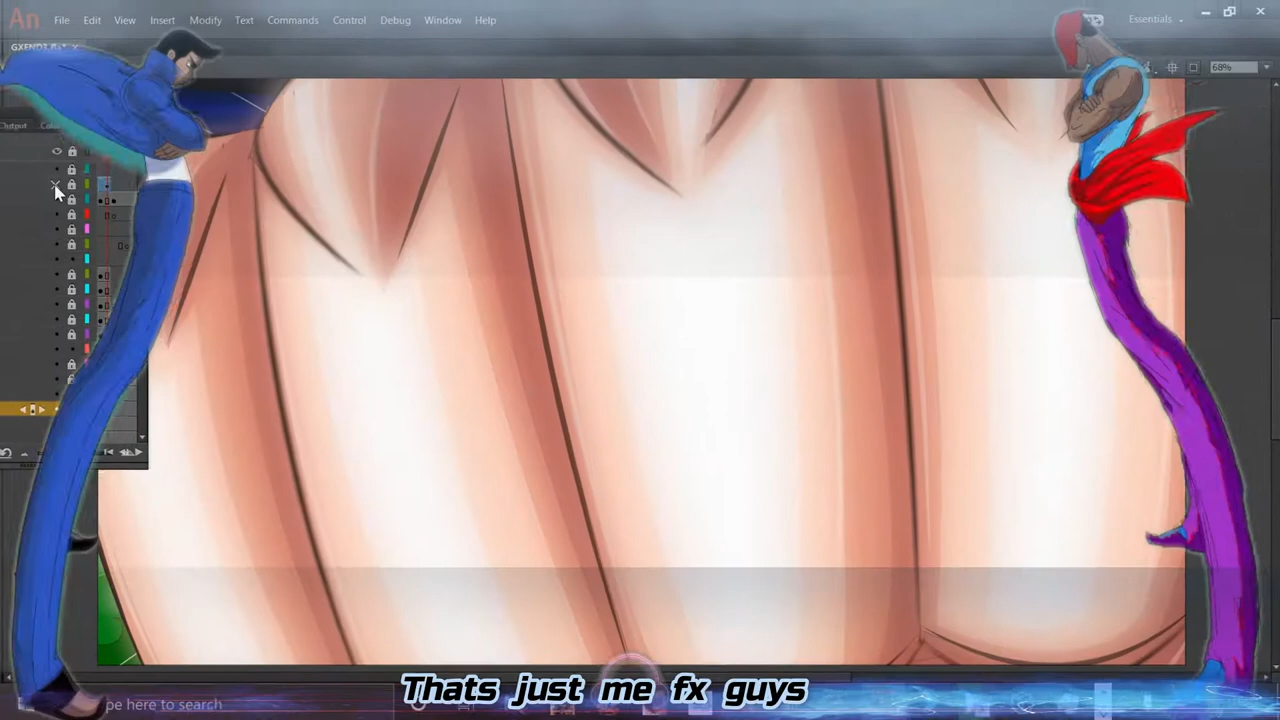 An File Edit View Insert Modify Text Commands Control Debug Window Help Essentials
68%
Output
Thats just me fx guys
pe here to search